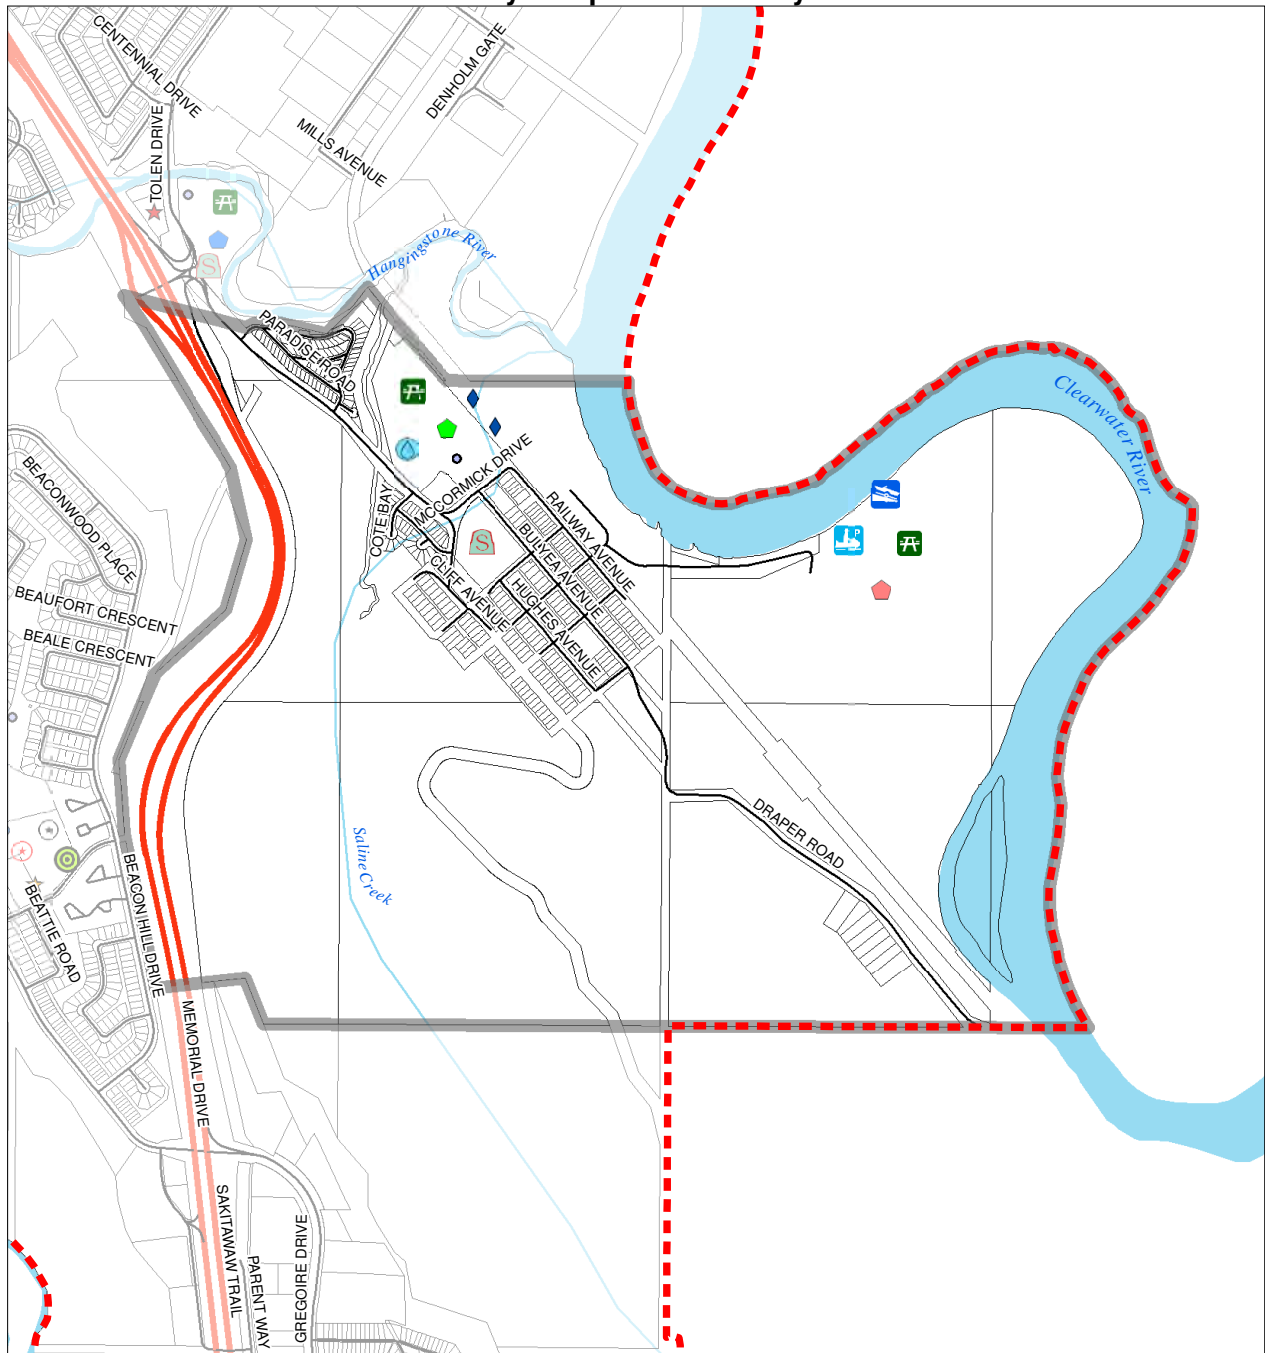 CENTENNIAL DRIVE
DENHOLM GATE
TOLEN DRIVE
MILLS AVENUE
Hangingstone River
PARADISE ROAD
Clearwater River
MCCORMICK DRIVE
BEACONWOOD PLACE
COTE BAY
RAILWAY AVENUE
S
S
BULYEA AVENUE
CLIFF AVENUE
HUGHES AVENUE
BEAUFORT CRESCENT
BEALE CRESCENT
DRAPER ROAD
Saline Creek
BEACON HILL DRIVE
BEATTIE ROAD
MEMORIAL DRIVE
SAKITAWAW TRAIL
PARENT WAY
GREGOIRE DRIVE